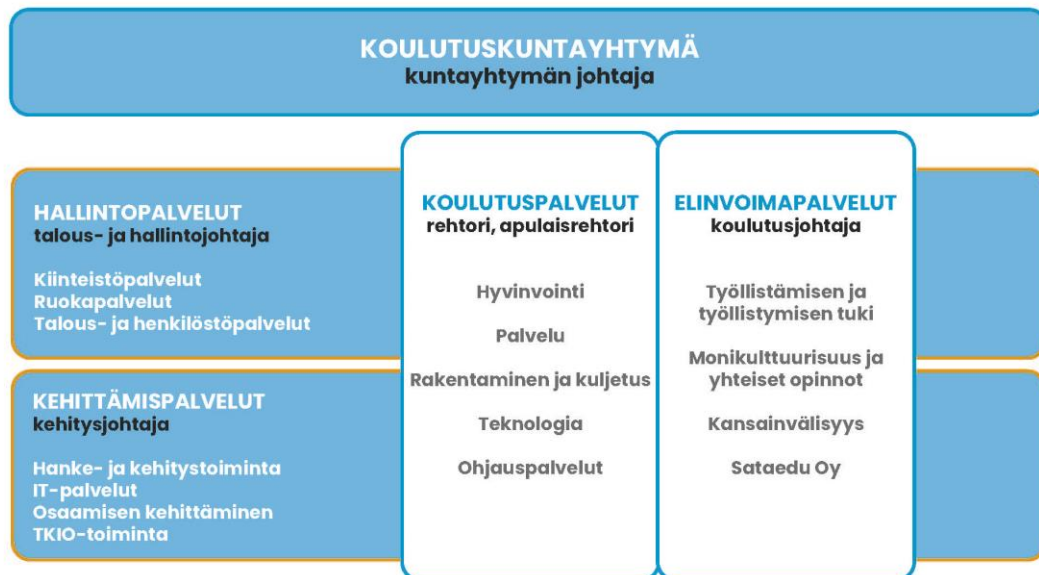 KOULUTUSKUNTAYHTYMÄ
kuntayhtymän johtaja
HALLINTOPALVELUT
talous- ja hallintojohtaja
Kiinteistöpalvelut
Ruokapalvelut
Talous- ja henkilöstöpalvelut
KEHITTÄMISPALVELUT
kehitysjohtaja
Hanke- ja kehitystoiminta
IT-palvelut
Osaamisen kehittäminen
TKIO-toiminta
KOULUTUSPALVELUT
rehtori, apulaisrehtori
Hyvinvointi
Palvelu
Rakentaminen ja kuljetus
Teknologia
Ohjauspalvelut
ELINVOIMAPALVELUT
koulutusjohtaja
Työllistämisen ja
työllistymisen tuki
Monikulttuurisuus ja
yhteiset opinnot
Kansainvälisyys
Sataedu Oy